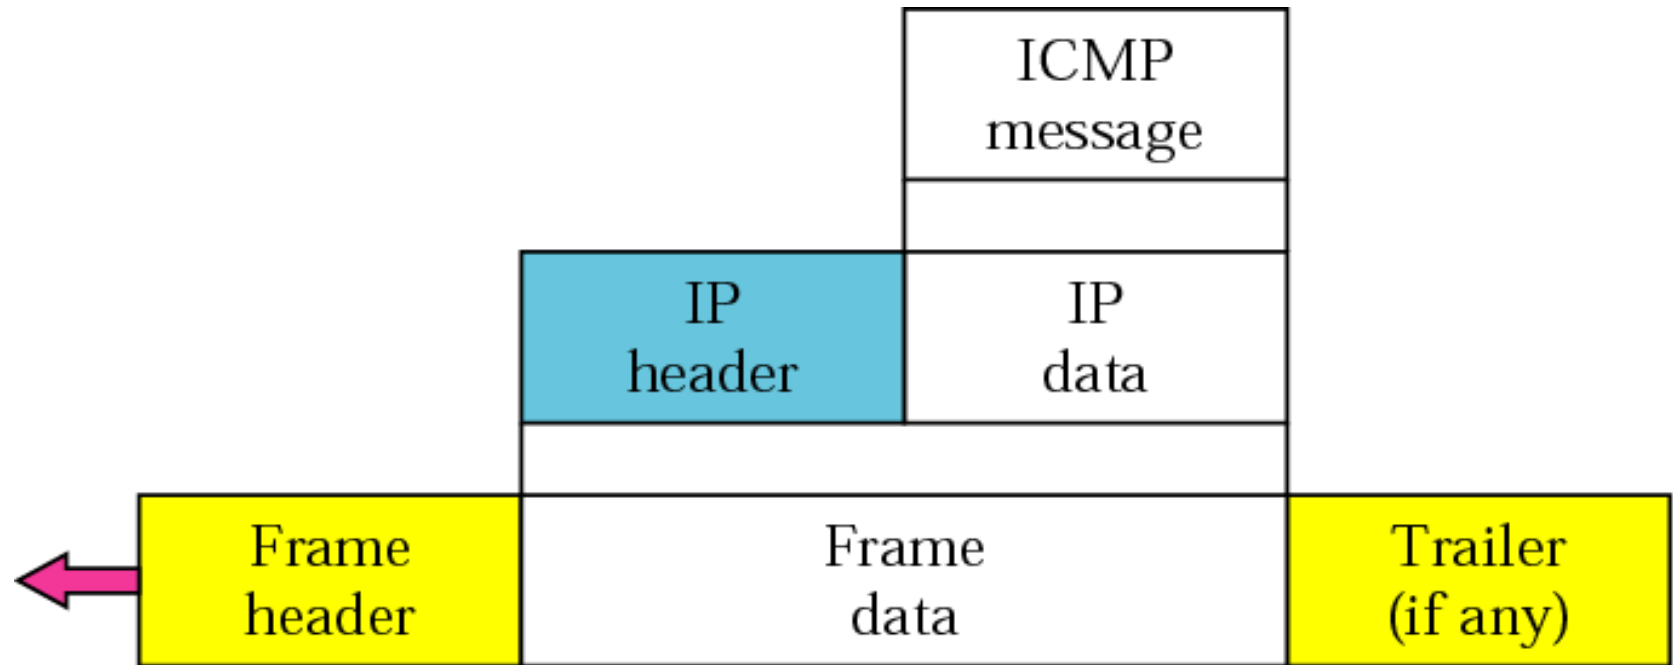 ICMP
message
IP
header
IP
data
Frame
header
Frame
data
Trailer
(if any)